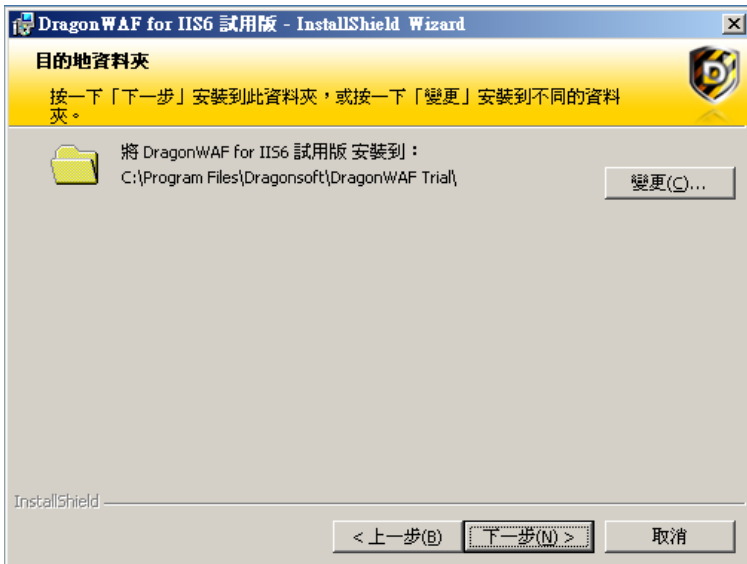 DragonWAF for IIS6 試用版 - InstallShield Wizard
目的地資料夾
按一下「下一步」安裝到此資料夾，或按一下「變更」安裝到不同的資料
夾。
將 DragonWAF for IIS6 試用版 安裝到：
C:\Program Files\Dragonsoft\DragonWAF Trial\
變更(C)...
InstallShield
< 上一步(B)
下一步(N) >
取消